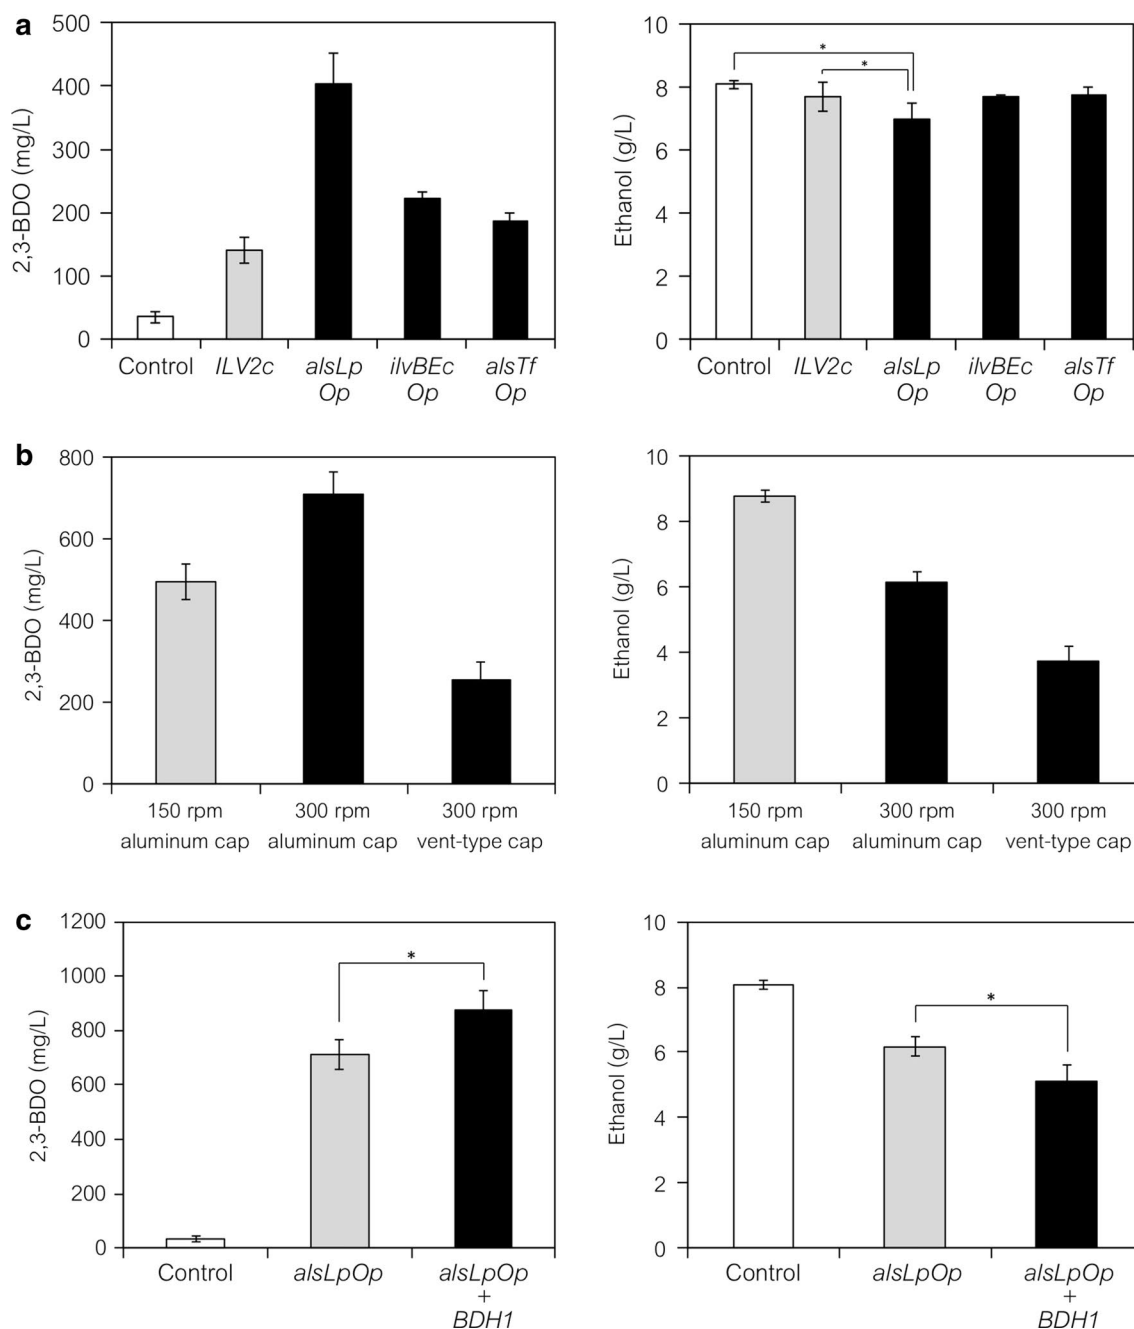 a
2,3-BDO (mg/L)
500
400
300
200
100
0
Control
ILV2c
alsLp
Op
ilvBEc
Op
alsTf
Op
Ethanol (g/L)
10
8
6
4
2
0
*
*
Control
ILV2c
alsLp
Op
ilvBEc
Op
alsTf
Op
b
2,3-BDO (mg/L)
800
600
400
200
0
150 rpm
aluminum cap
300 rpm
aluminum cap
300 rpm
vent-type cap
Ethanol (g/L)
10
8
6
4
2
0
150 rpm
aluminum cap
300 rpm
aluminum cap
300 rpm
vent-type cap
c
2,3-BDO (mg/L)
1200
1000
800
600
400
200
0
*
Control
alsLpOp
alsLpOp
+
BDH1
Ethanol (g/L)
10
8
6
4
2
0
*
Control
alsLpOp
alsLpOp
+
BDH1